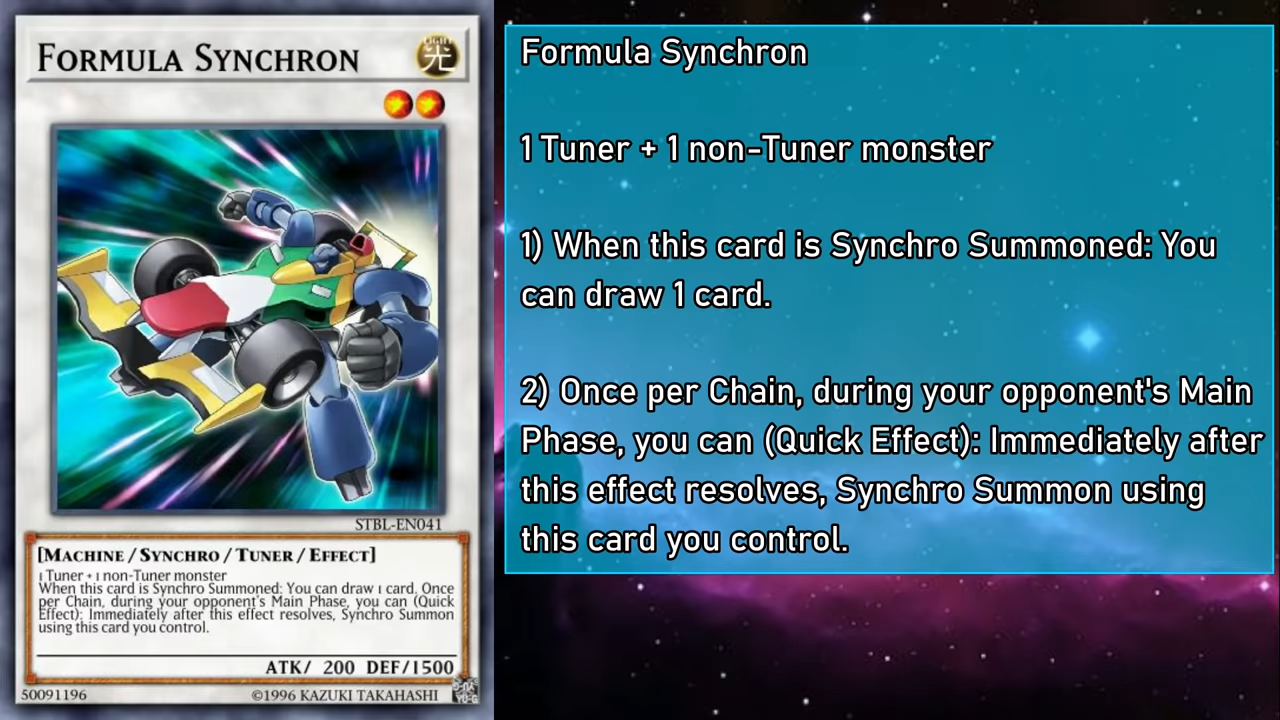 FORMULA SYNCHRON
LIGHT
光
STBL-EN041
[MACHINE / SYNCHRO / TUNER / EFFECT]
1 Tuner + 1 non-Tuner monster
When this card is Synchro Summoned: You can draw 1 card. Once
per Chain, during your opponent's Main Phase, you can (Quick
Effect): Immediately after this effect resolves, Synchro Summon
using this card you control.
ATK/ 200 DEF/1500
50091196
©1996 KAZUKI TAKAHASHI
Formula Synchron
1 Tuner + 1 non-Tuner monster
1) When this card is Synchro Summoned: You
can draw 1 card.
2) Once per Chain, during your opponent's Main
Phase, you can (Quick Effect): Immediately after
this effect resolves, Synchro Summon using
this card you control.